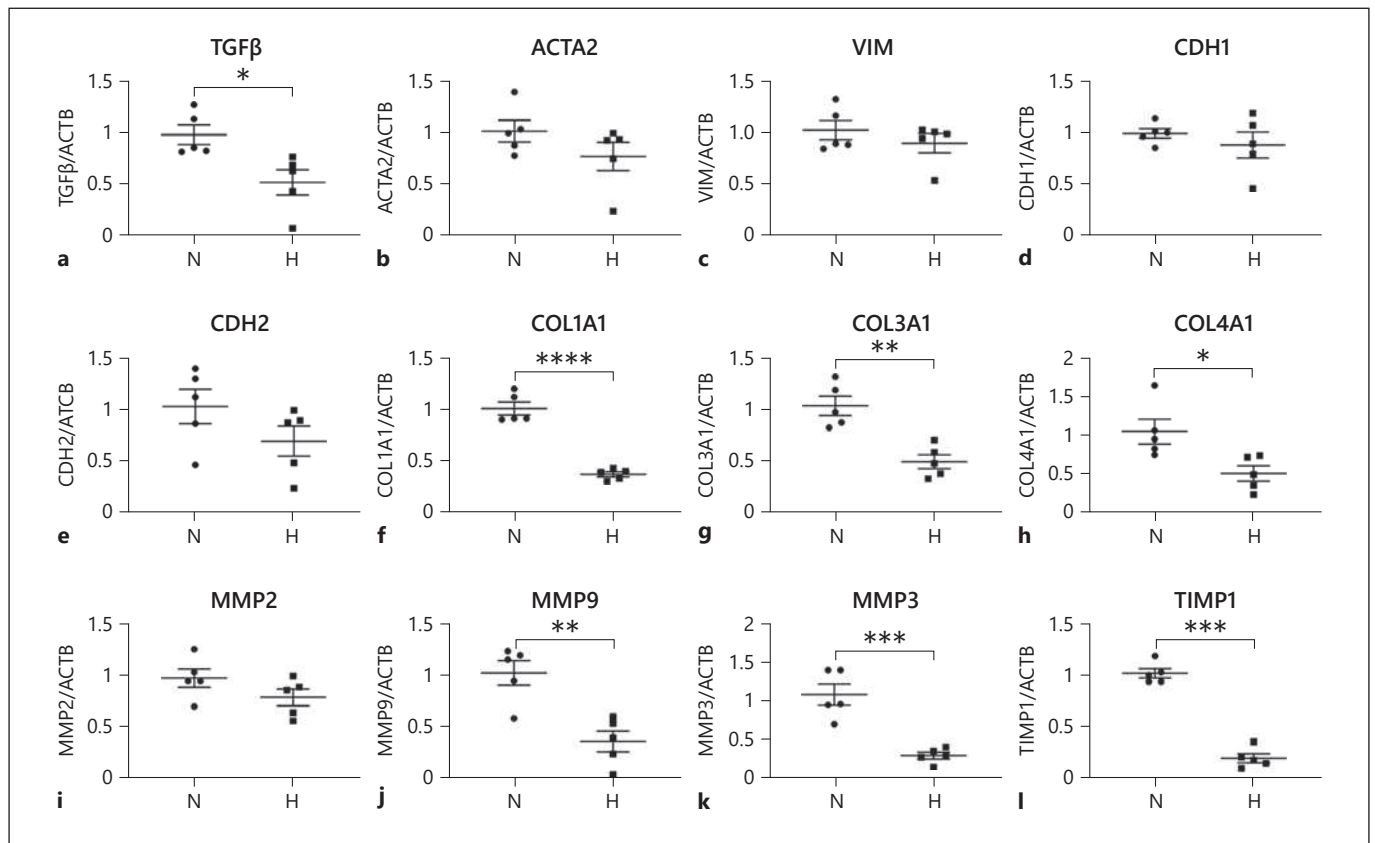 TGFβ ACTA2 VIM CDH1
* 
1.5 1.5 1.5 1.5
1 1 1 1
0.5 0.5 0.5 0.5
0 0 0 0
TGFβ/ACTB ACTA2/ACTB VIM/ACTB CDH1/ACTB
a N H b N H c N H d N H
CDH2 COL1A1 COL3A1 COL4A1
**** ** *
1.5 1.5 1.5 2
1 1 1 1.5
0.5 0.5 0.5 1
0 0 0 0.5
0
CDH2/ATCB COL1A1/ACTB COL3A1/ACTB COL4A1/ACTB
e N H f N H g N H h N H
MMP2 MMP9 MMP3 TIMP1
** *** ***
1.5 1.5 2 1.5
1 1 1.5 1
0.5 0.5 1 0.5
0 0 0.5 0
0
MMP2/ACTB MMP9/ACTB MMP3/ACTB TIMP1/ACTB
i N H j N H k N H l N H